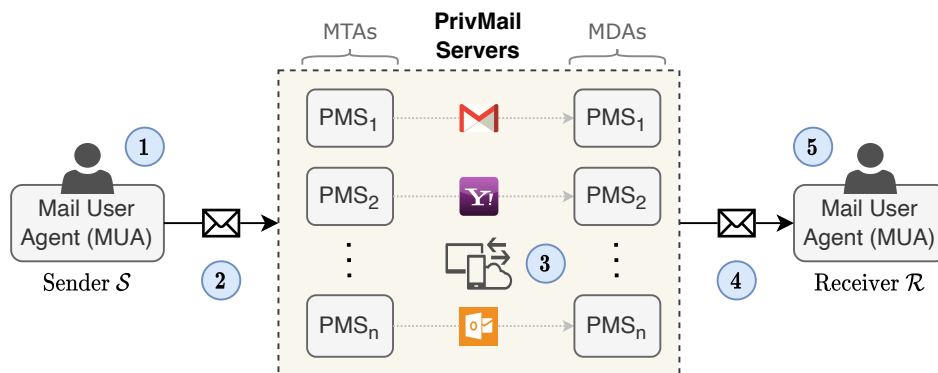 PrivMail
Servers
MTAs
MDAs
PMS₁
PMS₁
1
5
PMS₂
Y!
PMS₂
Mail User
Agent (MUA)
Mail User
Agent (MUA)
3
Sender 𝒮
2
4
Receiver ℛ
PMSₙ
O
PMSₙ